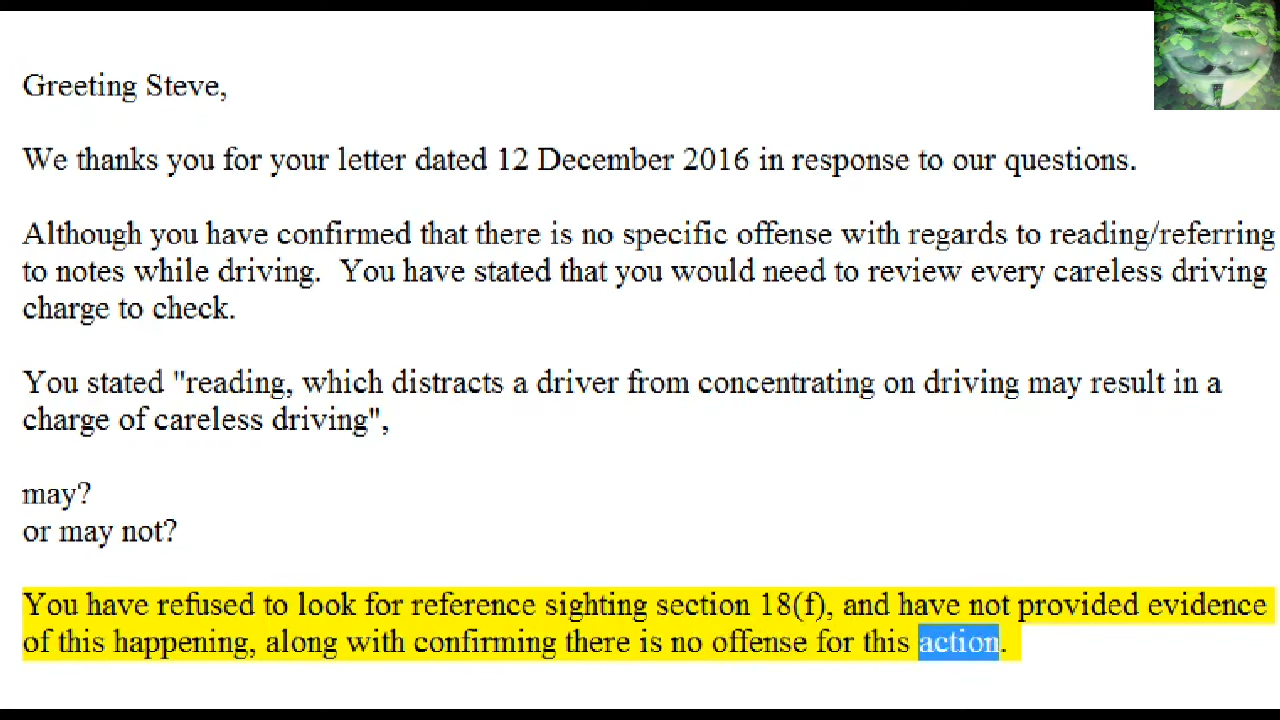 Greeting Steve,
We thanks you for your letter dated 12 December 2016 in response to our questions.
Although you have confirmed that there is no specific offense with regards to reading/referring
to notes while driving.  You have stated that you would need to review every careless driving
charge to check.
You stated "reading, which distracts a driver from concentrating on driving may result in a
charge of careless driving",
may?
or may not?
You have refused to look for reference sighting section 18(f), and have not provided evidence
of this happening, along with confirming there is no offense for this action.